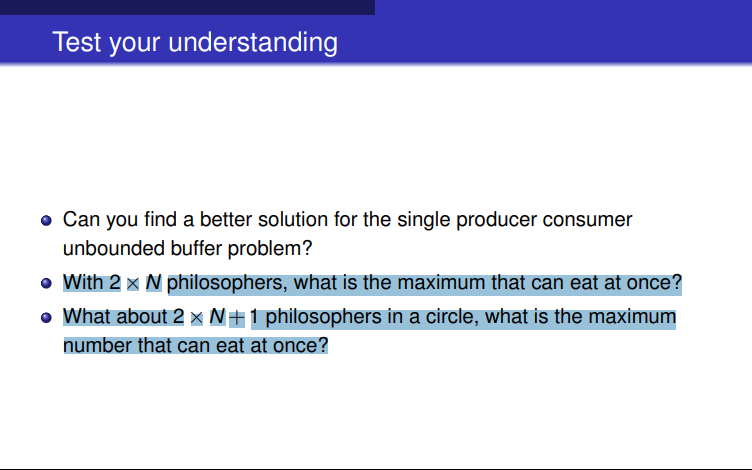 Test your understanding
Can you find a better solution for the single producer consumer
unbounded buffer problem?
With 2 × N philosophers, what is the maximum that can eat at once?
What about 2 × N + 1 philosophers in a circle, what is the maximum
number that can eat at once?